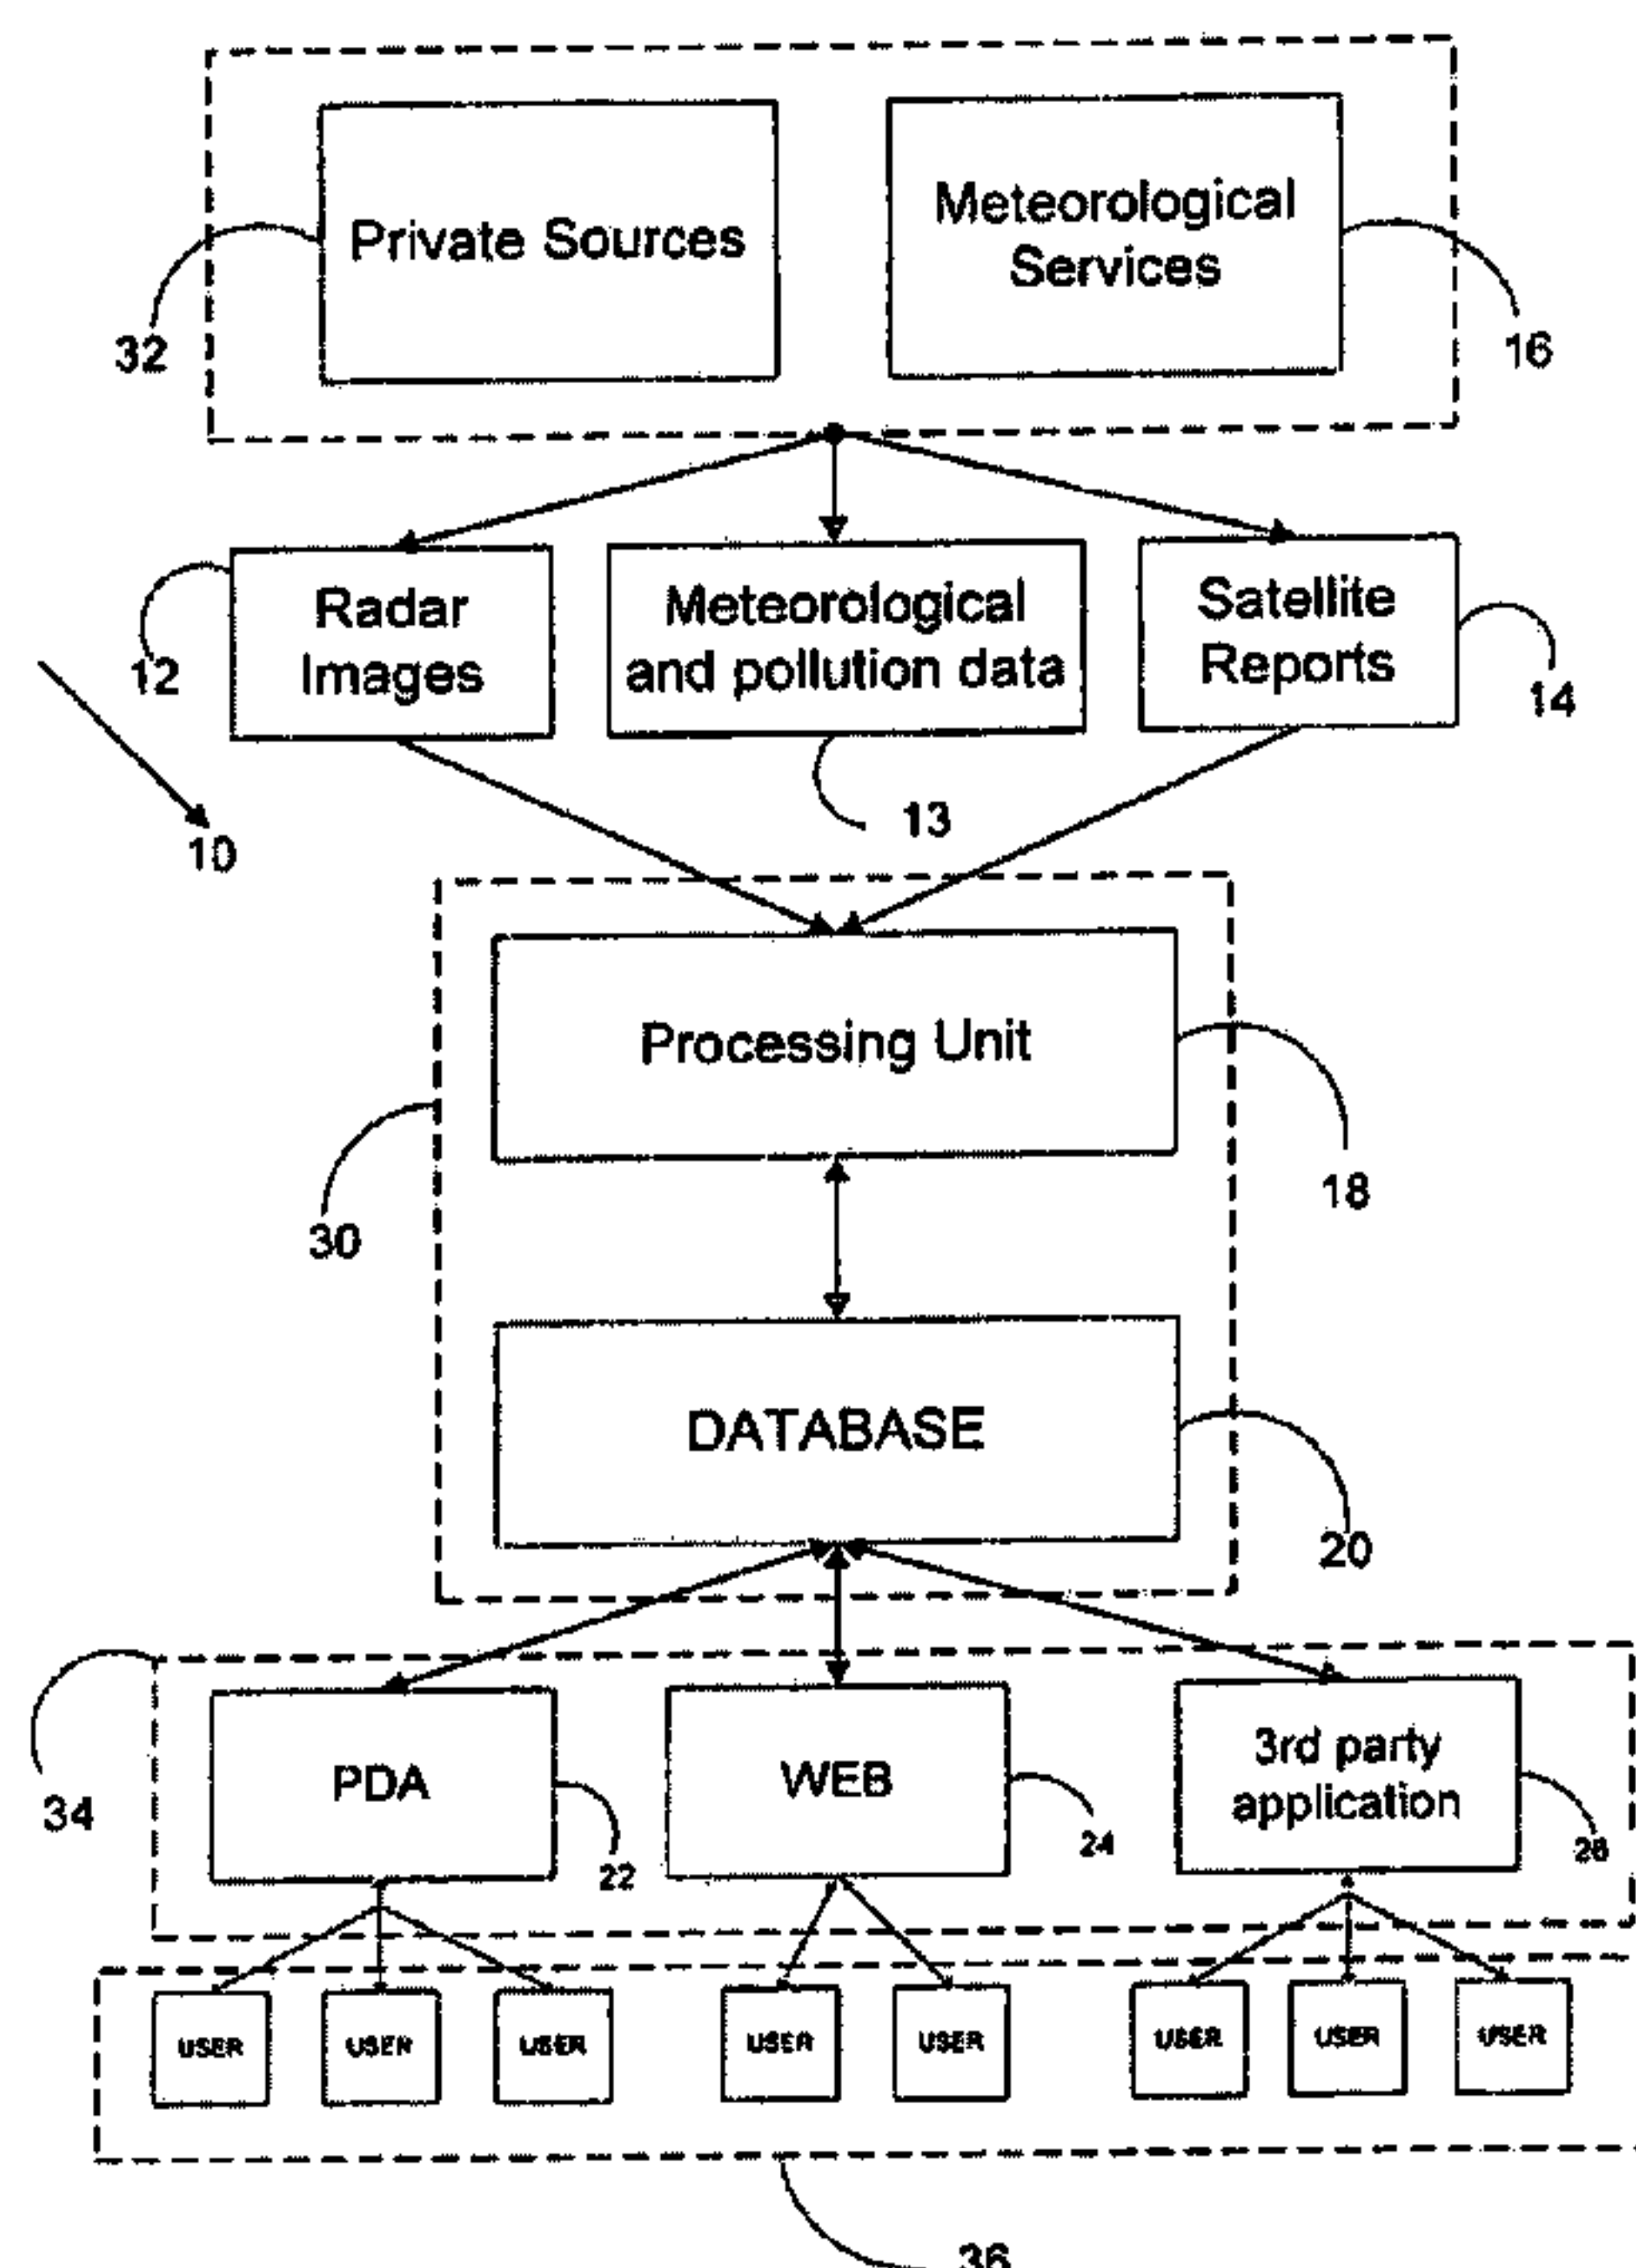 Private Sources
Meteorological
Services
32
16
Radar
Images
Meteorological
and pollution data
Satellite
Reports
12
14
13
10
Processing Unit
18
30
DATABASE
20
PDA
WEB
3rd party
application
34
22
24
26
USER
USER
USER
USER
USER
USER
USER
USER
36